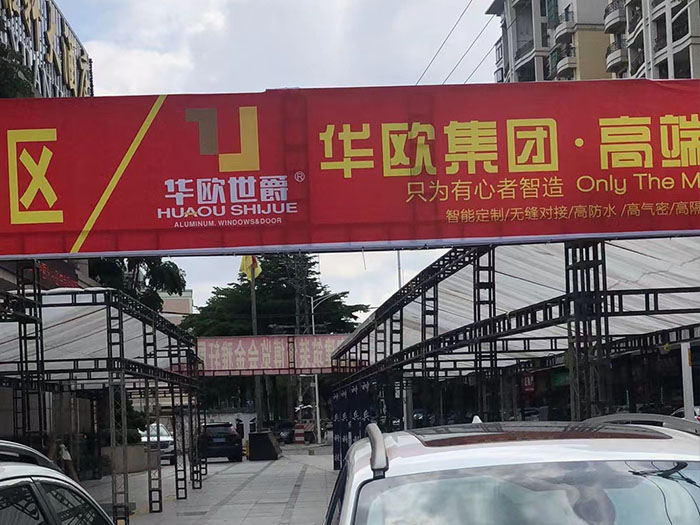 区
华欧世爵®
HUAOU SHIJUE
ALUMINUM. WINDOWS&DOOR
华欧集团·高端
只为有心者智造 Only The M
智能定制/无缝对接/高防水/高气密/高隔